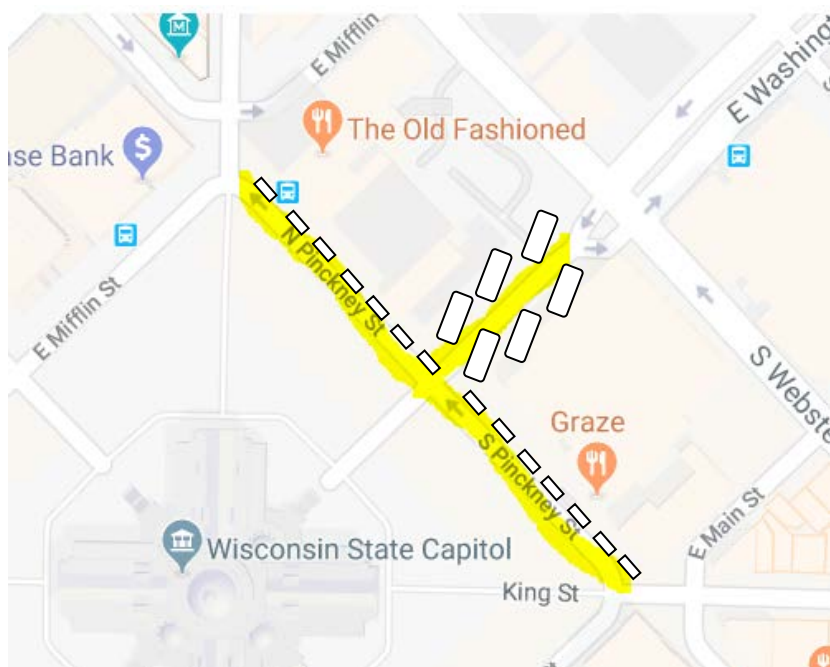 E Mifflin
M
The Old Fashioned
E Washing
ase Bank
$
N Pinckney St
E Mifflin St
S Webste
Graze
S Pinckney St
E Main St
Wisconsin State Capitol
King St